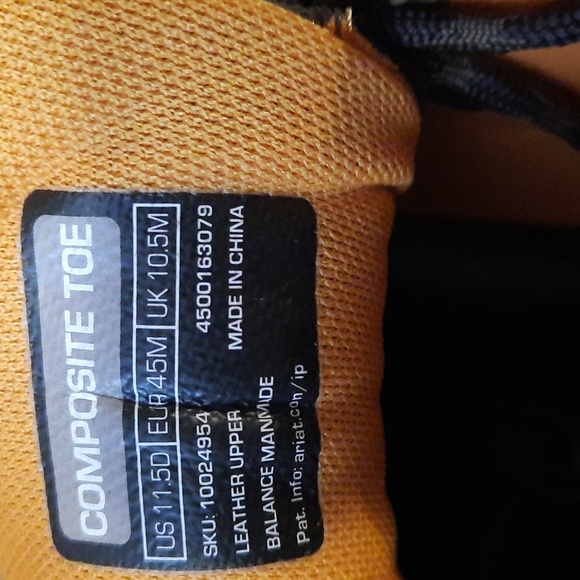 COMPOSITE TOE
US 11.5D EUR 45M UK 10.5M
SKU: 10024954 4500163079
LEATHER UPPER MADE IN CHINA
BALANCE MANMADE
Pat. Info: ariat.com/ip